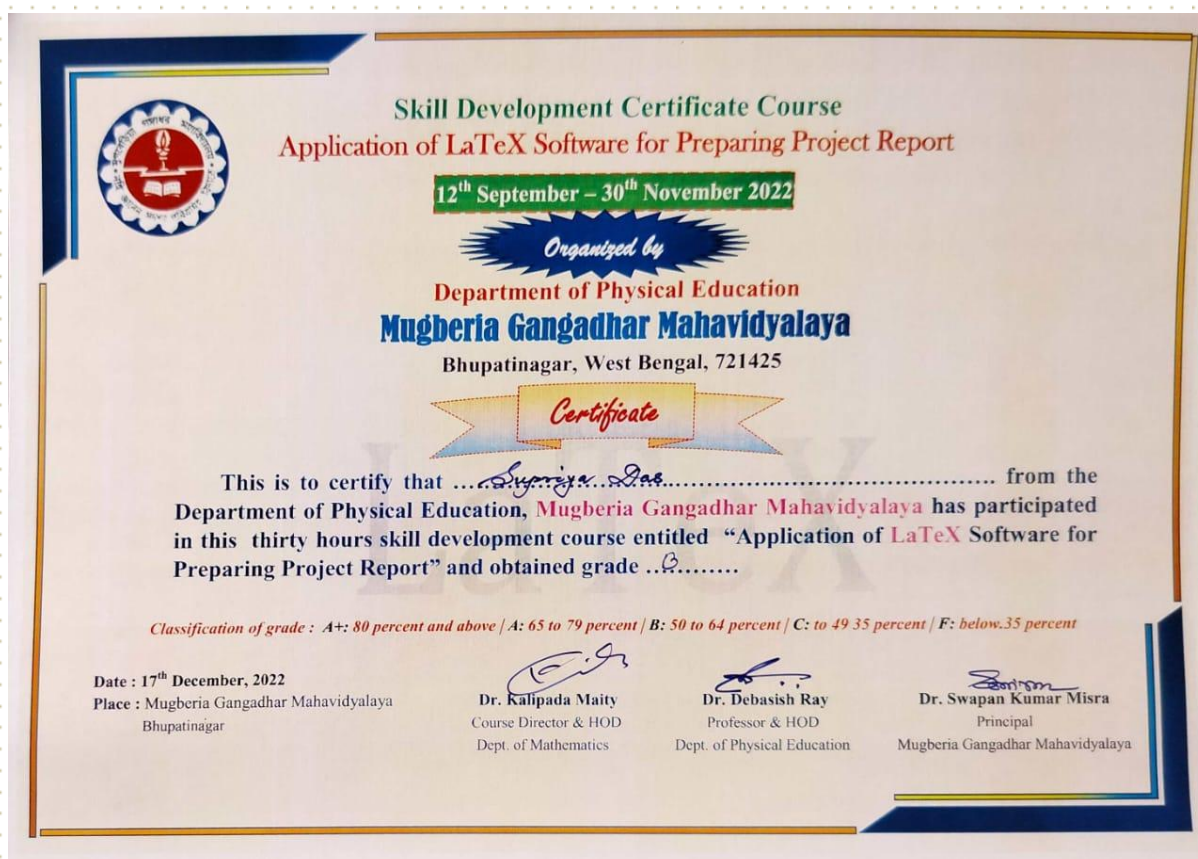 Skill Development Certificate Course
Application of LaTeX Software for Preparing Project Report
12th September – 30th November 2022
Organized by
Department of Physical Education
Mugberia Gangadhar Mahavidyalaya
Bhupatinagar, West Bengal, 721425
Certificate
LaTeX
This is to certify that ....Supriya Das.......................................... from the
Department of Physical Education, Mugberia Gangadhar Mahavidyalaya has participated
in this thirty hours skill development course entitled “Application of LaTeX Software for
Preparing Project Report” and obtained grade ..B........
Classification of grade : A+: 80 percent and above | A: 65 to 79 percent | B: 50 to 64 percent | C: to 49 35 percent | F: below.35 percent
Date : 17th December, 2022
Place : Mugberia Gangadhar Mahavidyalaya
Bhupatinagar
Dr. Kalipada Maity
Course Director & HOD
Dept. of Mathematics
Dr. Debasish Ray
Professor & HOD
Dept. of Physical Education
Dr. Swapan Kumar Misra
Principal
Mugberia Gangadhar Mahavidyalaya